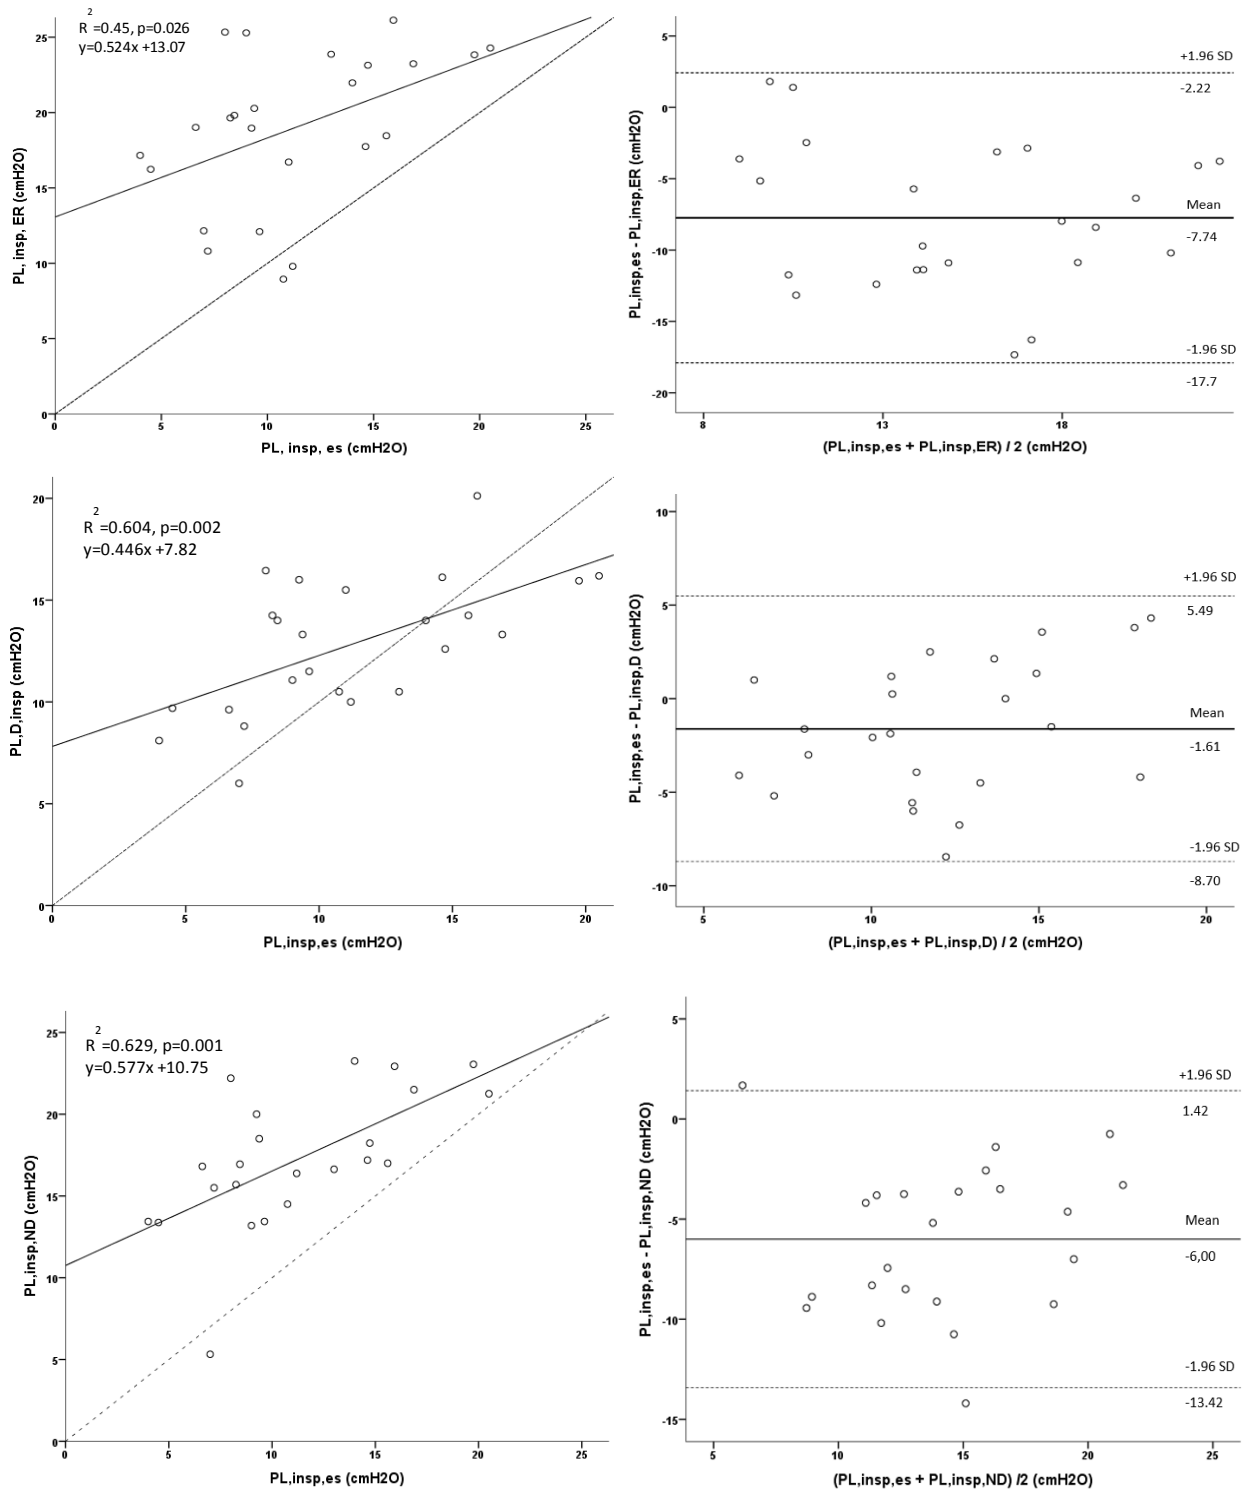 2
R =0.45, p=0.026
y=0.524x +13.07
25
20
15
10
5
0
PL, insp, ER (cmH2O)
0 5 10 15 20 25
PL, insp, es (cmH2O)
5
0
-5
-10
-15
-20
PL,insp,es - PL,insp,ER (cmH2O)
+1.96 SD
-2.22
Mean
-7.74
-1.96 SD
-17.7
8 13 18
(PL,insp,es + PL,insp,ER) / 2 (cmH2O)
2
R =0.604, p=0.002
y=0.446x +7.82
20
15
10
5
0
PL,D,insp (cmH2O)
0 5 10 15 20
PL,insp,es (cmH2O)
10
5
0
-5
-10
PL,insp,es - PL,insp,D (cmH2O)
+1.96 SD
5.49
Mean
-1.61
-1.96 SD
-8.70
5 10 15 20
(PL,insp,es + PL,insp,D) / 2 (cmH2O)
2
R =0.629, p=0.001
y=0.577x +10.75
25
20
15
10
5
0
PL,insp,ND (cmH2O)
0 5 10 15 20 25
PL,insp,es (cmH2O)
5
0
-5
-10
-15
PL,insp,es - PL,insp,ND (cmH2O)
+1.96 SD
1.42
Mean
-6,00
-1.96 SD
-13.42
5 10 15 20 25
(PL,insp,es + PL,insp,ND) /2 (cmH2O)